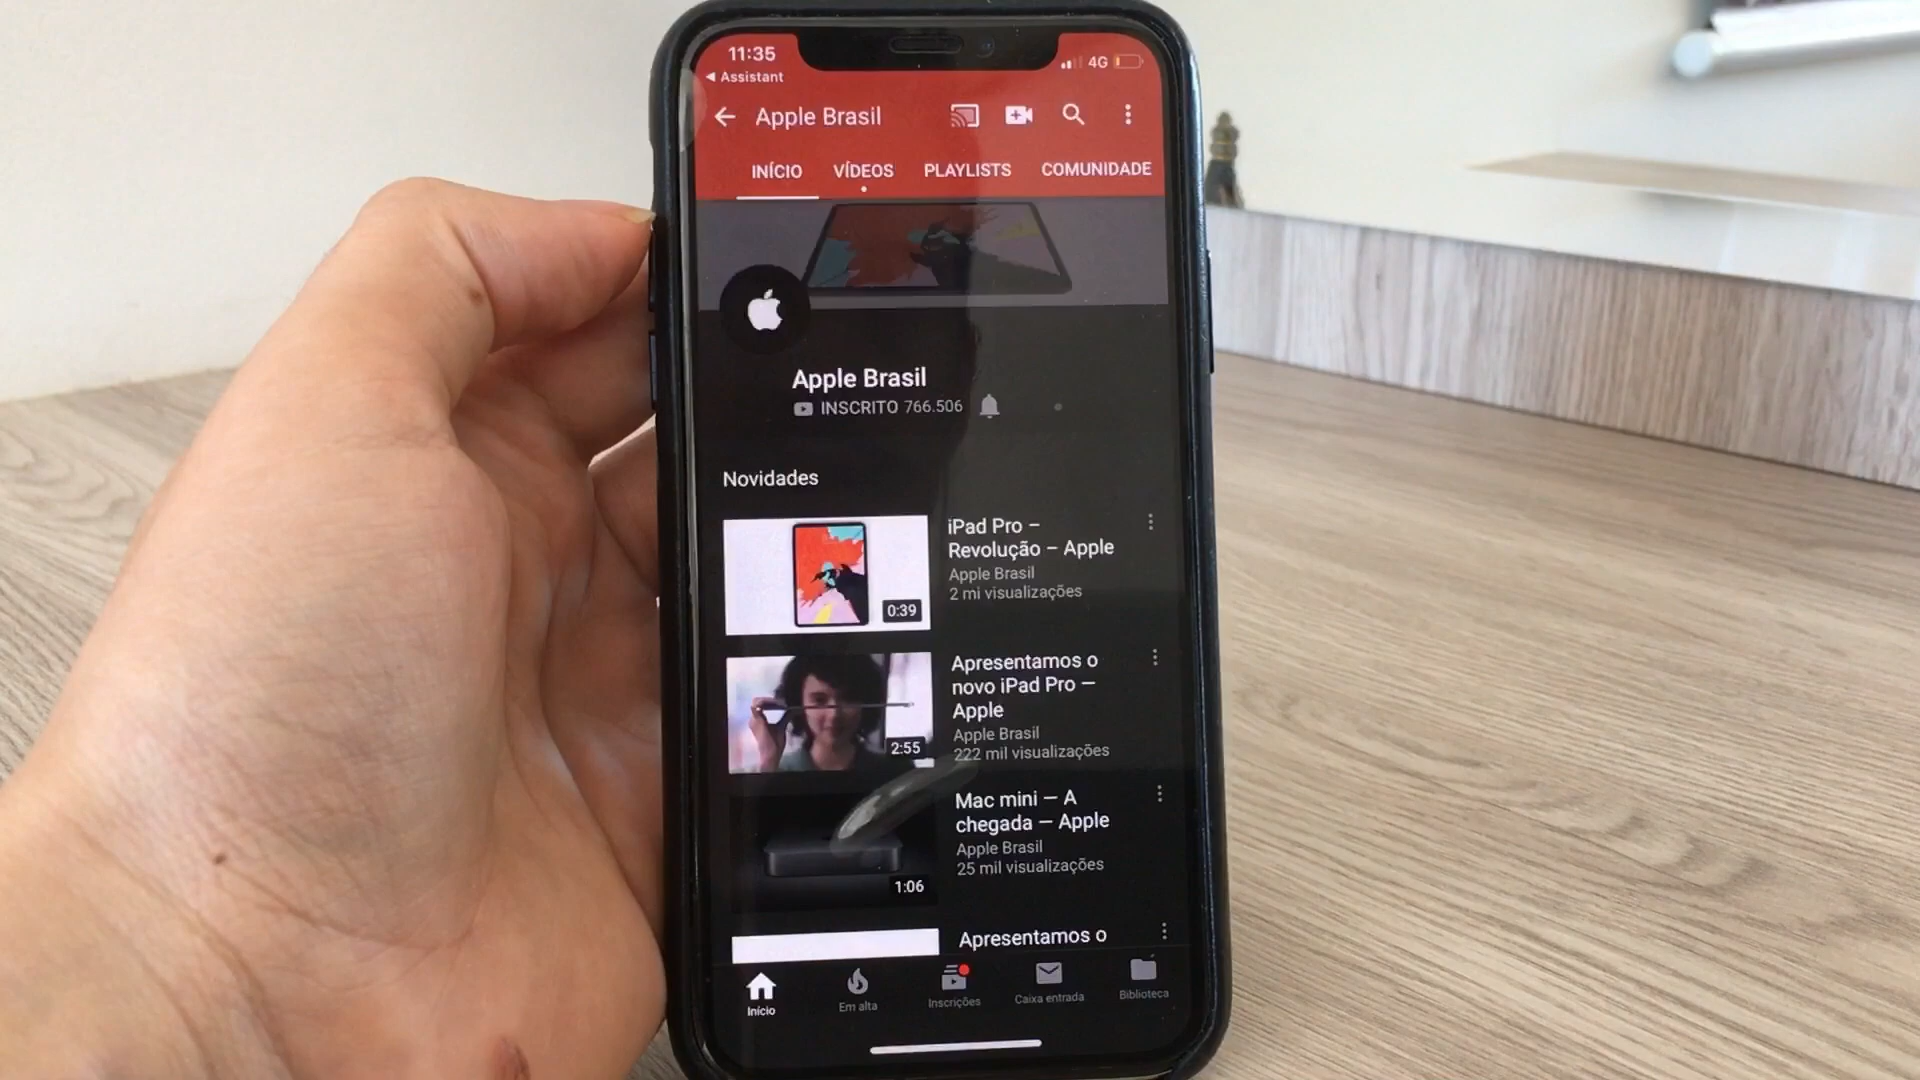 11:35
4G
◀ Assistant
Apple Brasil
INÍCIO VÍDEOS PLAYLISTS COMUNIDADE
Apple Brasil
INSCRITO 766.506
Novidades
iPad Pro –
Revolução – Apple
Apple Brasil
2 mi visualizações
0:39
Apresentamos o
novo iPad Pro —
Apple
Apple Brasil
222 mil visualizações
2:55
Mac mini — A
chegada — Apple
Apple Brasil
25 mil visualizações
1:06
Apresentamos o
Início Em alta Inscrições Caixa entrada Biblioteca